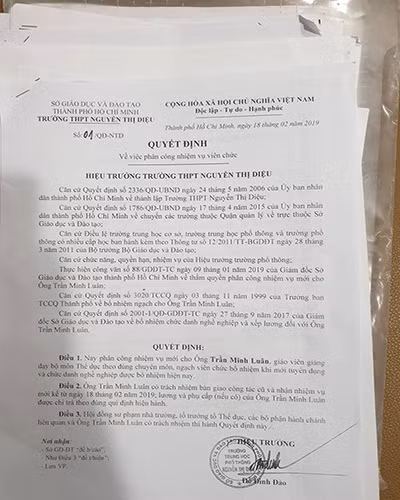 SỞ GIÁO DỤC VÀ ĐÀO TẠO
THÀNH PHỐ HỒ CHÍ MINH
TRƯỜNG THPT NGUYỄN THỊ DIỆU
Số: 01 /QĐ-NTD
CỘNG HÒA XÃ HỘI CHỦ NGHĨA VIỆT NAM
Độc lập - Tự do - Hạnh phúc
Thành phố Hồ Chí Minh, ngày 18 tháng 02 năm 2019
QUYẾT ĐỊNH
Về việc phân công nhiệm vụ viên chức
HIỆU TRƯỞNG TRƯỜNG THPT NGUYỄN THỊ DIỆU
Căn cứ Quyết định số 2336/QĐ-UBND ngày 24 tháng 5 năm 2006 của Ủy ban nhân
dân thành phố Hồ Chí Minh về thành lập Trường THPT Nguyễn Thị Diệu;
Căn cứ Quyết định số 1786/QĐ-UBND ngày 17 tháng 4 năm 2015 của Ủy ban nhân
dân thành phố Hồ Chí Minh về chuyển các trường thuộc Quận quản lý về trực thuộc Sở
Giáo dục và Đào tạo;
Căn cứ Điều lệ trường trung học cơ sở, trường trung học phổ thông và trường phổ
thông có nhiều cấp học ban hành kèm theo Thông tư số 12/2011/TT-BGDĐT ngày 28 tháng
3 năm 2011 của Bộ trưởng Bộ Giáo dục và Đào tạo;
Căn cứ chức năng, quyền hạn, nhiệm vụ của Hiệu trưởng trường phổ thông;
Thực hiện công văn số 88/GDĐT-TC ngày 09 tháng 01 năm 2019 của Giám đốc Sở
Giáo dục và Đào tạo thành phố Hồ Chí Minh về thẩm quyền phân công nhiệm vụ mới cho
Ông Trần Minh Luân;
Căn cứ Quyết định số 3020/TCCQ ngày 03 tháng 11 năm 1999 của Trưởng ban
TCCQ Thành phố về bổ nhiệm ngạch cho Ông Trần Minh Luân;
Căn cứ Quyết định số 2001-1/QĐ-GDĐT-TC ngày 27 tháng 9 năm 2017 của Giám
đốc Sở Giáo dục và Đào tạo về bổ nhiệm chức danh nghề nghiệp và xếp lương đối với Ông
Trần Minh Luân;
QUYẾT ĐỊNH:
Điều 1. Nay phân công nhiệm vụ mới cho Ông Trần Minh Luân, giáo viên giảng
dạy bộ môn Thể dục theo đúng chuyên môn, ngạch viên chức bổ nhiệm khi mới tuyển dụng
và chức danh nghề nghiệp được bổ nhiệm hiện nay.
Điều 2. Ông Trần Minh Luân có trách nhiệm bàn giao công tác cũ và nhận nhiệm vụ
mới kể từ ngày 18 tháng 02 năm 2019; lương và phụ cấp (nếu có) của Ông Trần Minh Luân
được chi trả theo đúng qui định hiện hành.
Điều 3. Hội đồng sư phạm nhà trường, tổ trưởng tổ Thể dục, các bộ phận hành chánh
liên quan và Ông Trần Minh Luân có trách nhiệm thi hành Quyết định này./.
Nơi nhận:
- Sở GD-ĐT "để b/cáo";
- Như Điều 3 "để t/hiện";
- Lưu VP.
HIỆU TRƯỞNG
TRƯỜNG
TRUNG HỌC
PHỔ THÔNG
NGUYỄN THỊ DIỆU
Đỗ Đình Đảo